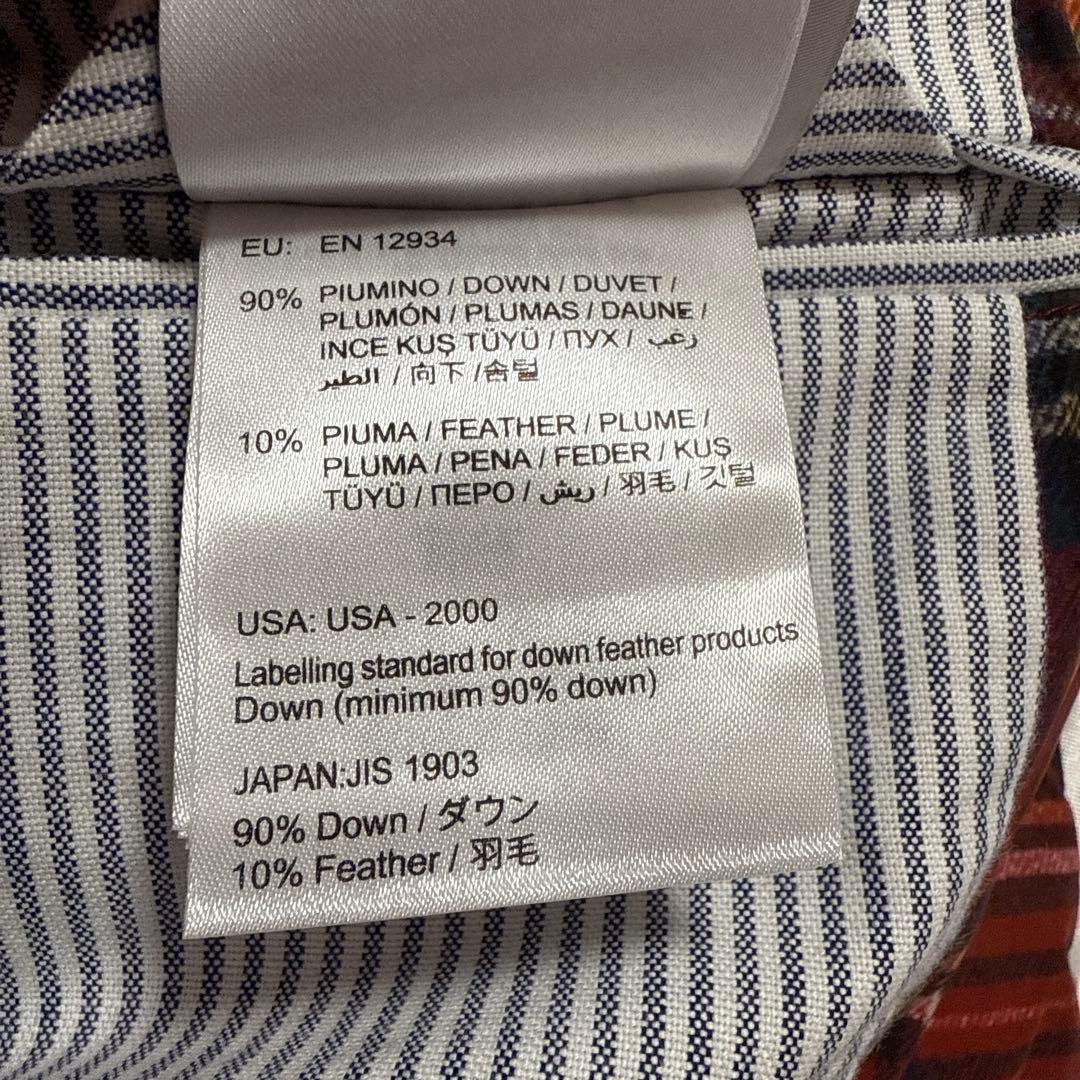 EU: EN 12934
90% PIUMINO / DOWN / DUVET /
PLUMÓN / PLUMAS / DAUNE /
INCE KUŞ TÜYÜ / ПУХ / زغب
الطير / 向下 / 솜털
10% PIUMA / FEATHER / PLUME /
PLUMA / PENA / FEDER / KUŞ
TÜYÜ / ПЕРО / ريش / 羽毛 / 깃털
USA: USA - 2000
Labelling standard for down feather products
Down (minimum 90% down)
JAPAN:JIS 1903
90% Down / ダウン
10% Feather / 羽毛